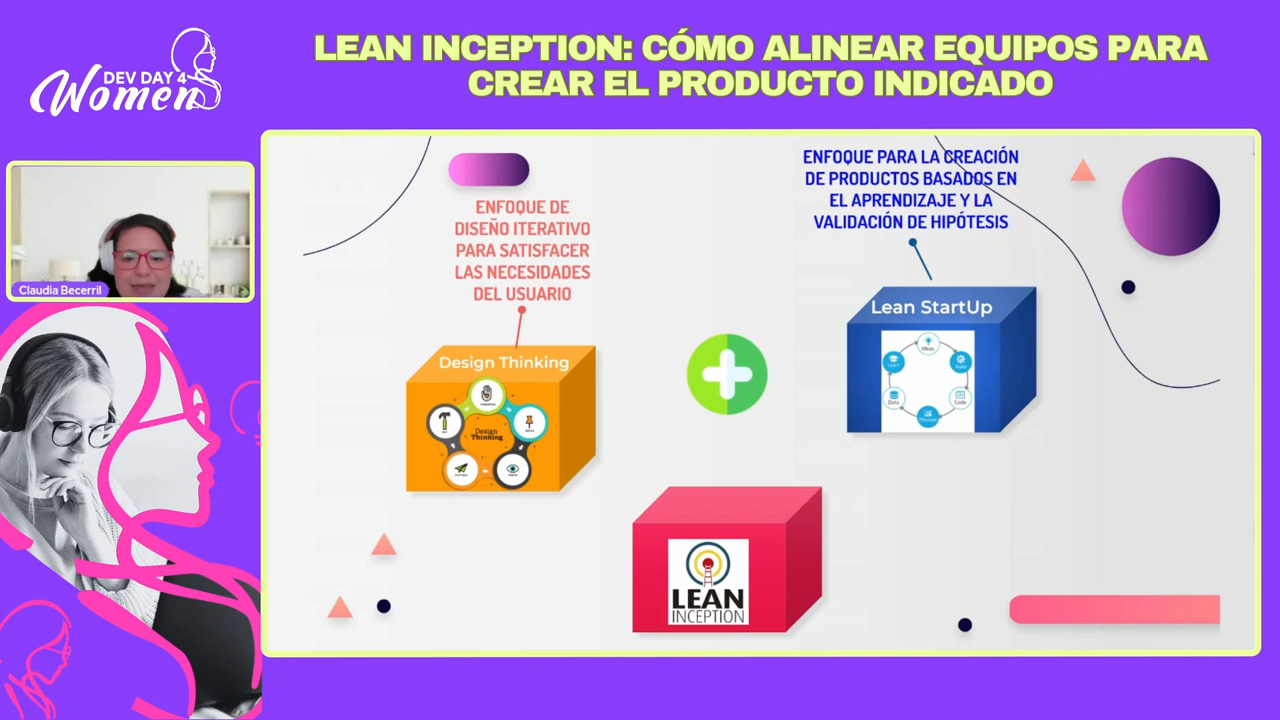 DEV DAY 4
Women
LEAN INCEPTION: CÓMO ALINEAR EQUIPOS PARA
CREAR EL PRODUCTO INDICADO
Claudia Becerril
ENFOQUE DE
DISEÑO ITERATIVO
PARA SATISFACER
LAS NECESIDADES
DEL USUARIO
Design Thinking
Design
Thinking
ENFOQUE PARA LA CREACIÓN
DE PRODUCTOS BASADOS EN
EL APRENDIZAJE Y LA
VALIDACIÓN DE HIPÓTESIS
Lean StartUp
Ideas
Learn
Build
Data
Code
Measure
LEAN
INCEPTION